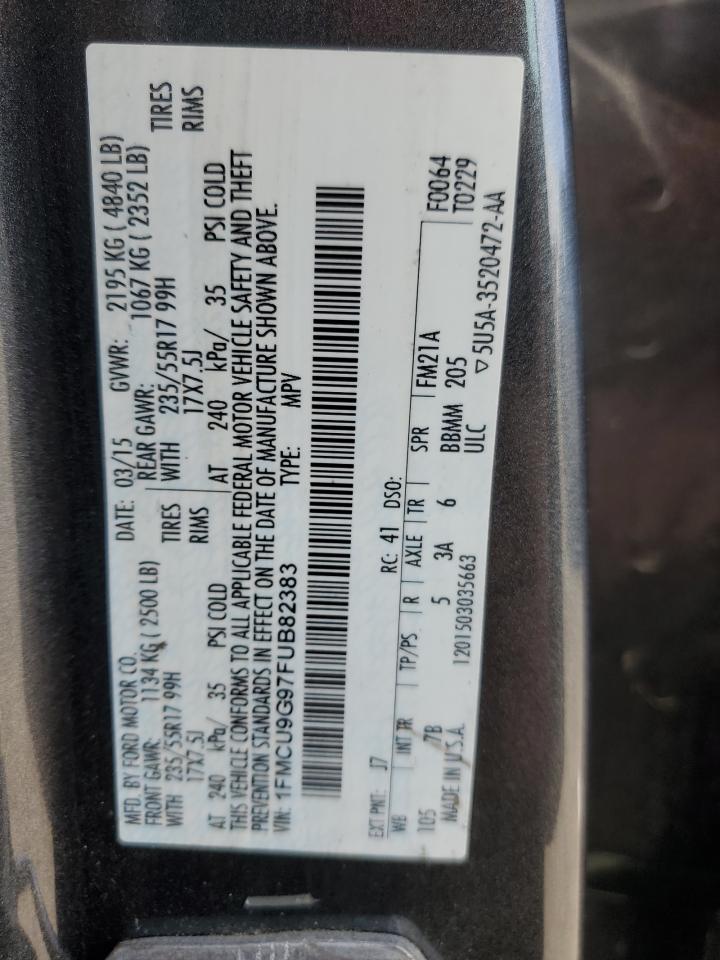 MFD. BY FORD MOTOR CO. DATE: 03/15 GVWR: 2195 KG ( 4840 LB)
FRONT GAWR: 1134 KG ( 2500 LB) REAR GAWR: 1067 KG ( 2352 LB)
WITH 235/55R17 99H TIRES WITH 235/55R17 99H TIRES
17X7.5J RIMS 17X7.5J RIMS
AT 240 kPa/ 35 PSI COLD AT 240 kPa/ 35 PSI COLD
THIS VEHICLE CONFORMS TO ALL APPLICABLE FEDERAL MOTOR VEHICLE SAFETY AND THEFT
PREVENTION STANDARDS IN EFFECT ON THE DATE OF MANUFACTURE SHOWN ABOVE.
VIN: 1FMCU9G97FUB82383 TYPE: MPV
EXT PNT: J7 RC: 41 DSO: F0064
WB INT TR TP/PS R AXLE TR SPR FM21A T0229
105 7B 5 3A 6 BBMM 205
MADE IN U.S.A. 1201503035663 ULC
▽ 5U5A-3520472-AA